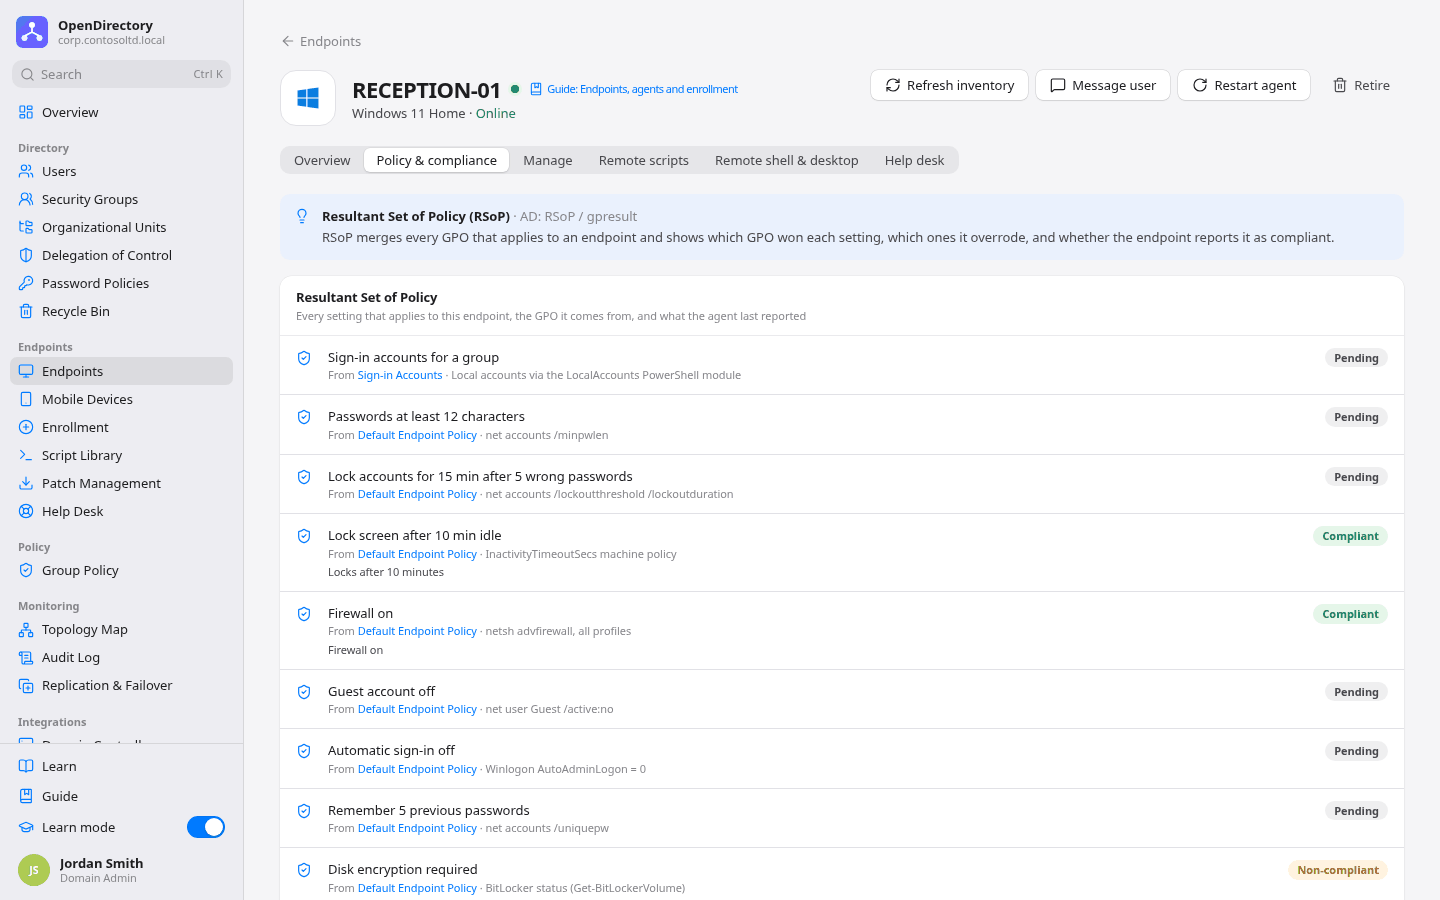 OpenDirectory
corp.contosoltd.local
Search
Ctrl K
Overview
Directory
Users
Security Groups
Organizational Units
Delegation of Control
Password Policies
Recycle Bin
Endpoints
Endpoints
Mobile Devices
Enrollment
Script Library
Patch Management
Help Desk
Policy
Group Policy
Monitoring
Topology Map
Audit Log
Replication & Failover
Integrations
Learn
Guide
Learn mode
JS
Jordan Smith
Domain Admin
Endpoints
RECEPTION-01
Guide: Endpoints, agents and enrollment
Windows 11 Home · Online
Refresh inventory
Message user
Restart agent
Retire
Overview
Policy & compliance
Manage
Remote scripts
Remote shell & desktop
Help desk
Resultant Set of Policy (RSoP) · AD: RSoP / gpresult
RSoP merges every GPO that applies to an endpoint and shows which GPO won each setting, which ones it overrode, and whether the endpoint reports it as compliant.
Resultant Set of Policy
Every setting that applies to this endpoint, the GPO it comes from, and what the agent last reported
Sign-in accounts for a group
From Sign-in Accounts · Local accounts via the LocalAccounts PowerShell module
Pending
Passwords at least 12 characters
From Default Endpoint Policy · net accounts /minpwlen
Pending
Lock accounts for 15 min after 5 wrong passwords
From Default Endpoint Policy · net accounts /lockoutthreshold /lockoutduration
Pending
Lock screen after 10 min idle
From Default Endpoint Policy · InactivityTimeoutSecs machine policy
Locks after 10 minutes
Compliant
Firewall on
From Default Endpoint Policy · netsh advfirewall, all profiles
Firewall on
Compliant
Guest account off
From Default Endpoint Policy · net user Guest /active:no
Pending
Automatic sign-in off
From Default Endpoint Policy · Winlogon AutoAdminLogon = 0
Pending
Remember 5 previous passwords
From Default Endpoint Policy · net accounts /uniquepw
Pending
Disk encryption required
From Default Endpoint Policy · BitLocker status (Get-BitLockerVolume)
Non-compliant